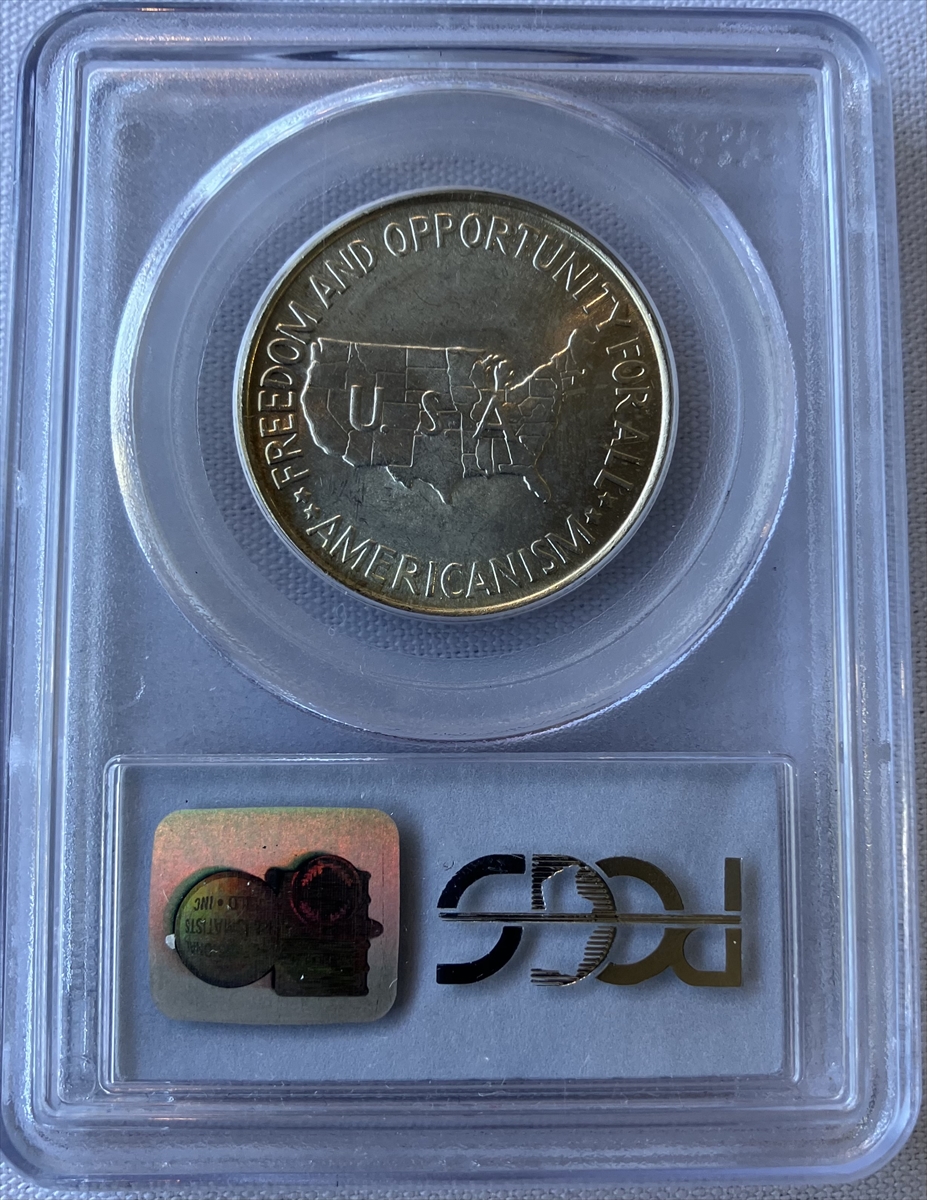 FREEDOM AND OPPORTUNITY FOR ALL
U.S.A.
AMERICANISM
PCGS